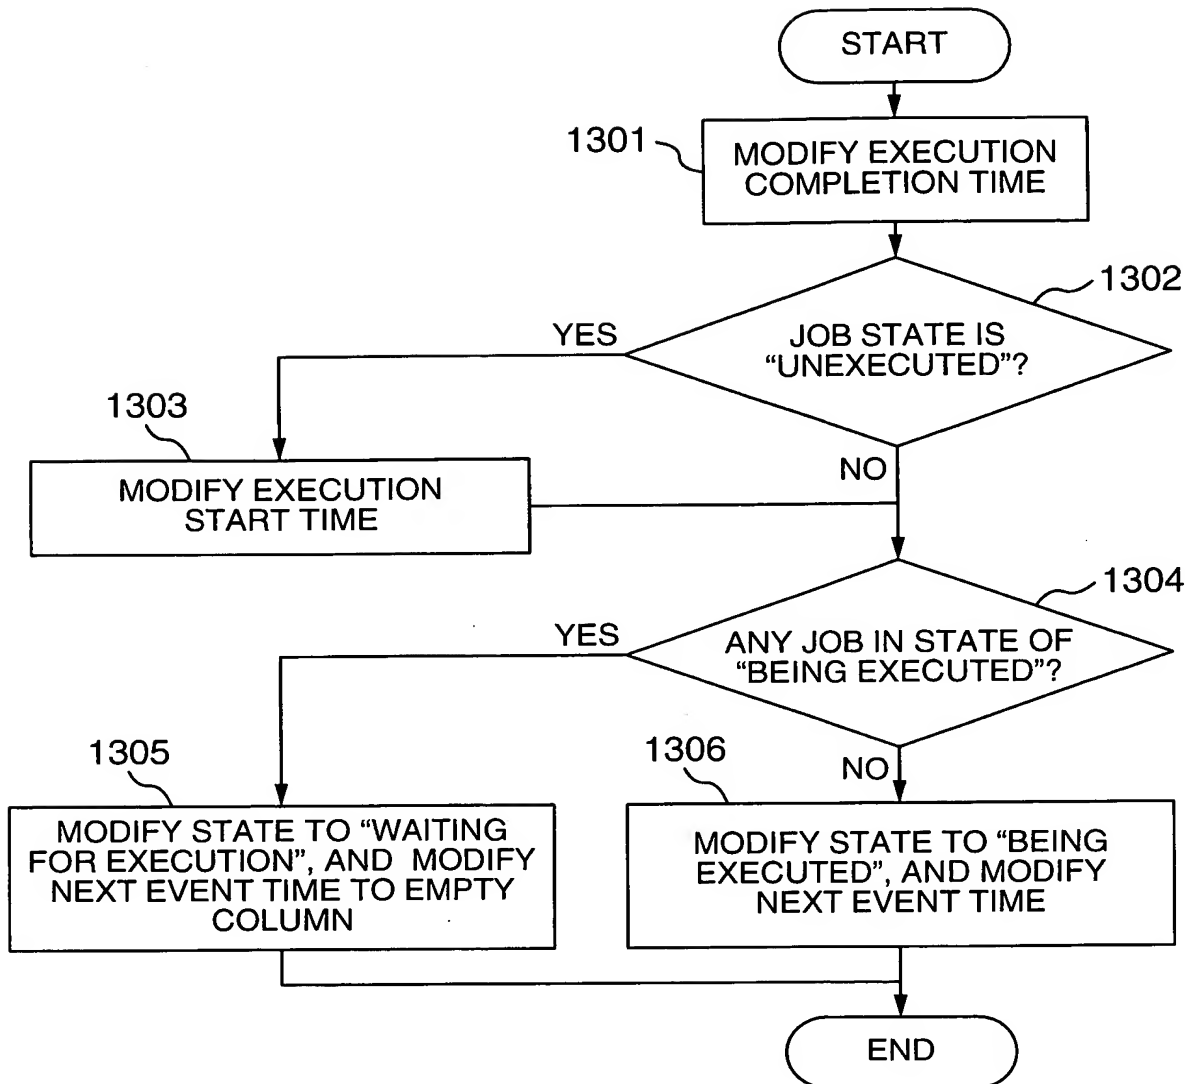 START
1301
MODIFY EXECUTION
COMPLETION TIME
1302
YES
JOB STATE IS
“UNEXECUTED”?
1303
NO
MODIFY EXECUTION
START TIME
1304
YES
ANY JOB IN STATE OF
“BEING EXECUTED”?
1305
1306
NO
MODIFY STATE TO “WAITING
FOR EXECUTION”, AND MODIFY
NEXT EVENT TIME TO EMPTY
COLUMN
MODIFY STATE TO “BEING
EXECUTED”, AND MODIFY
NEXT EVENT TIME
END